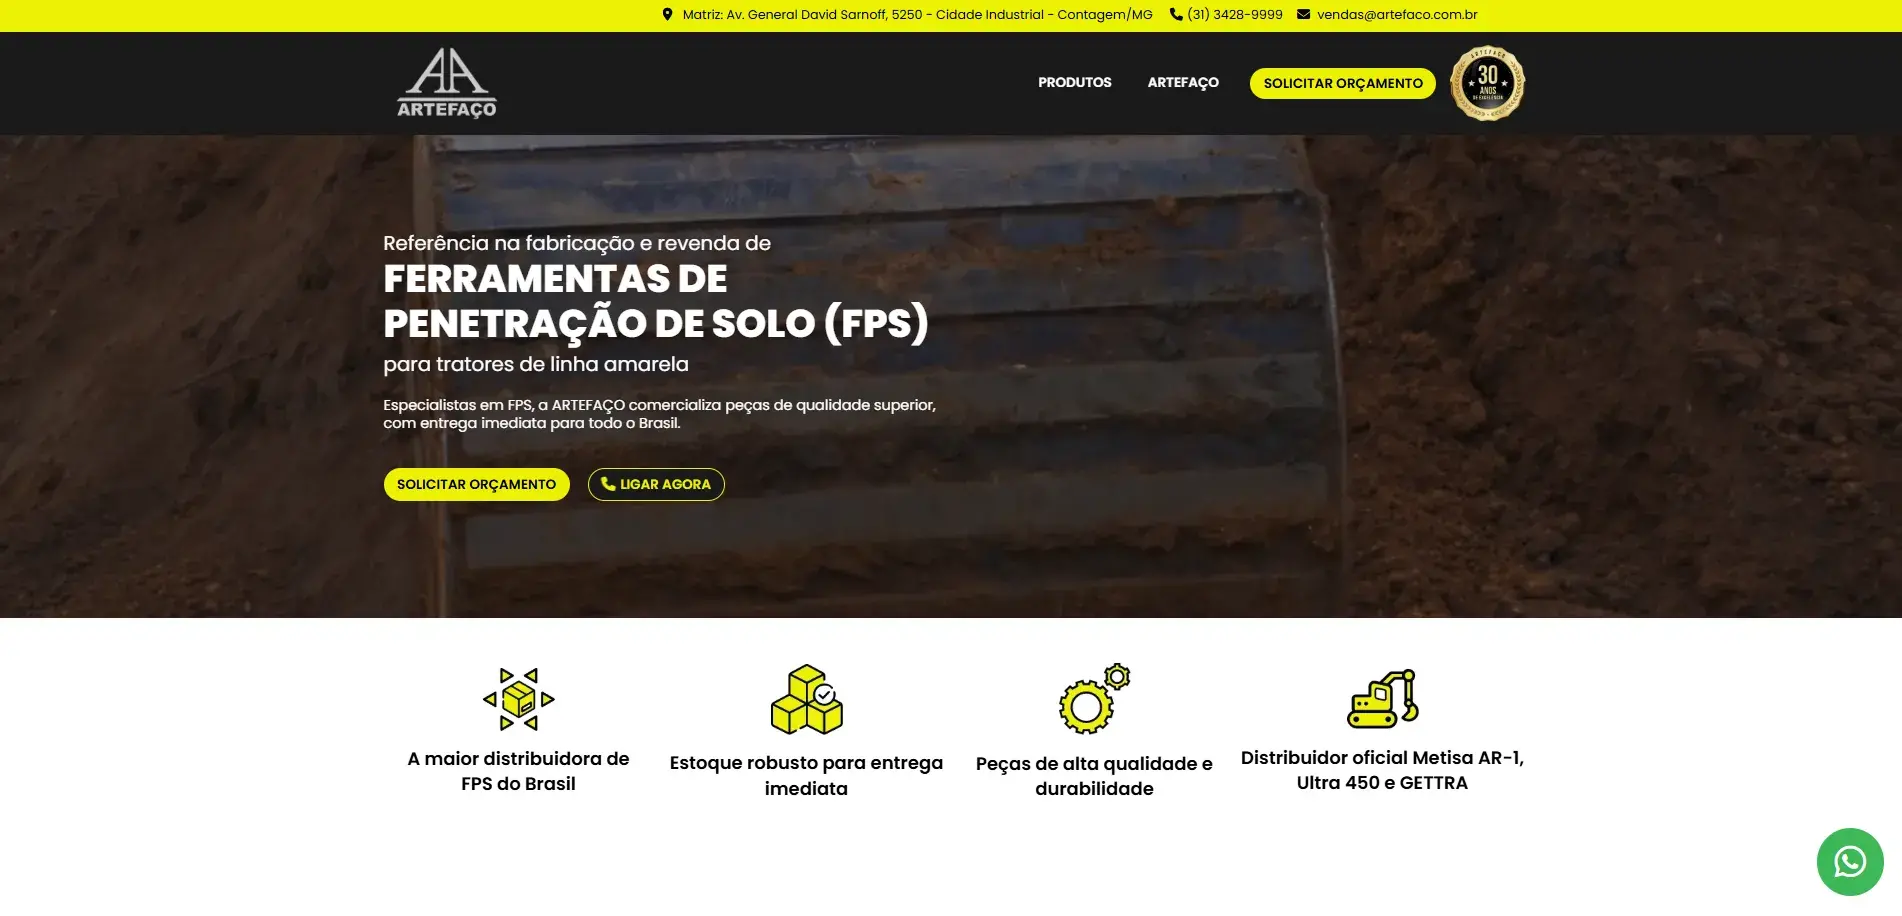 Matriz: Av. General David Sarnoff, 5250 - Cidade Industrial - Contagem/MG (31) 3428-9999 vendas@artefaco.com.br
ARTEFAÇO
PRODUTOS ARTEFAÇO SOLICITAR ORÇAMENTO
ARTEFAÇO
30
ANOS
DE EXCELÊNCIA
Referência na fabricação e revenda de
FERRAMENTAS DE
PENETRAÇÃO DE SOLO (FPS)
para tratores de linha amarela
Especialistas em FPS, a ARTEFAÇO comercializa peças de qualidade superior,
com entrega imediata para todo o Brasil.
SOLICITAR ORÇAMENTO LIGAR AGORA
A maior distribuidora de
FPS do Brasil
Estoque robusto para entrega
imediata
Peças de alta qualidade e
durabilidade
Distribuidor oficial Metisa AR-1,
Ultra 450 e GETTRA